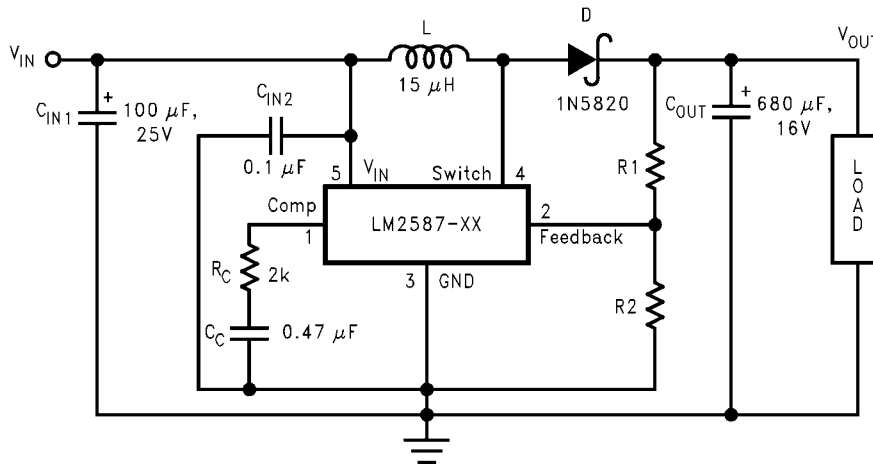 D
V_IN
L
V_OUT
15 μH
1N5820
C_IN1
+
100 μF,
25V
C_IN2
C_OUT
+
680 μF,
16V
0.1 μF
5
V_IN
Switch
4
R1
LOAD
Comp
1
LM2587-XX
2
Feedback
R_C
2k
3
GND
R2
C_C
0.47 μF